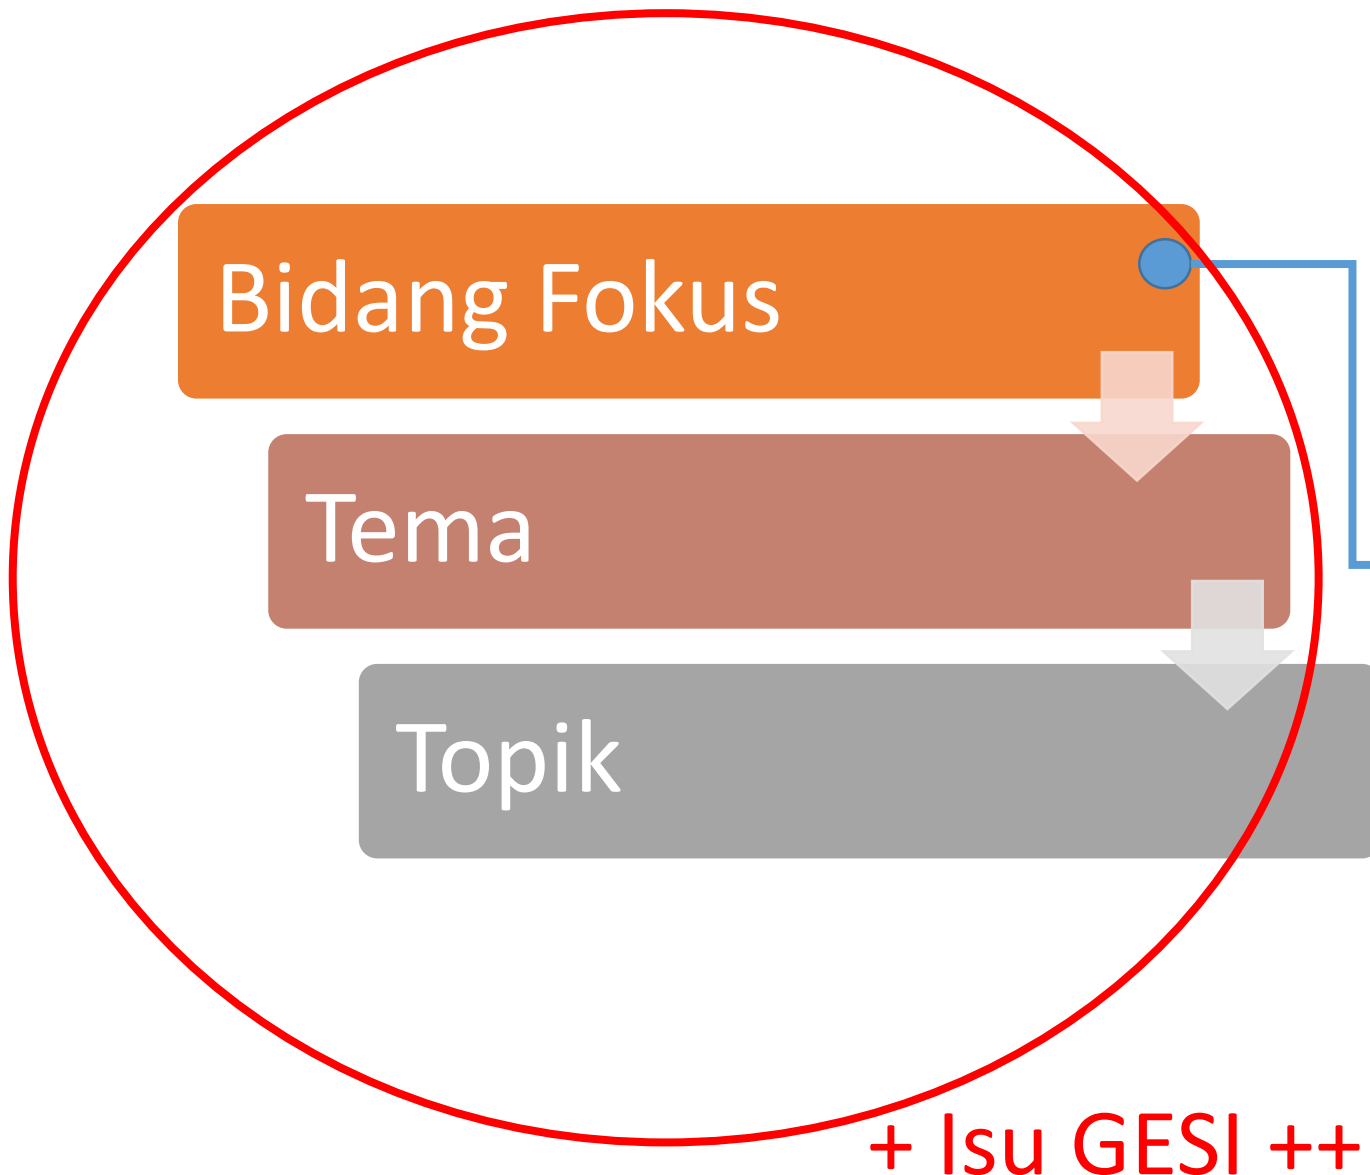 Bidang Fokus
Tema
Topik
+ Isu GESI ++